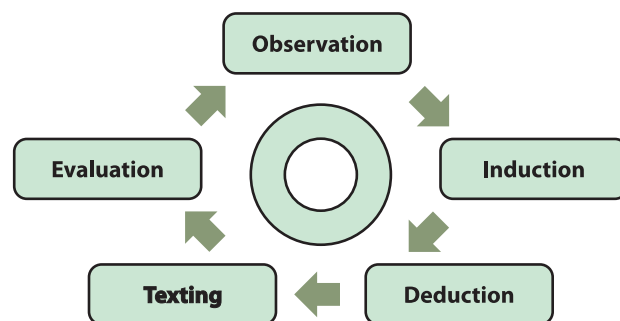 Observation
Induction
Deduction
Texting
Evaluation